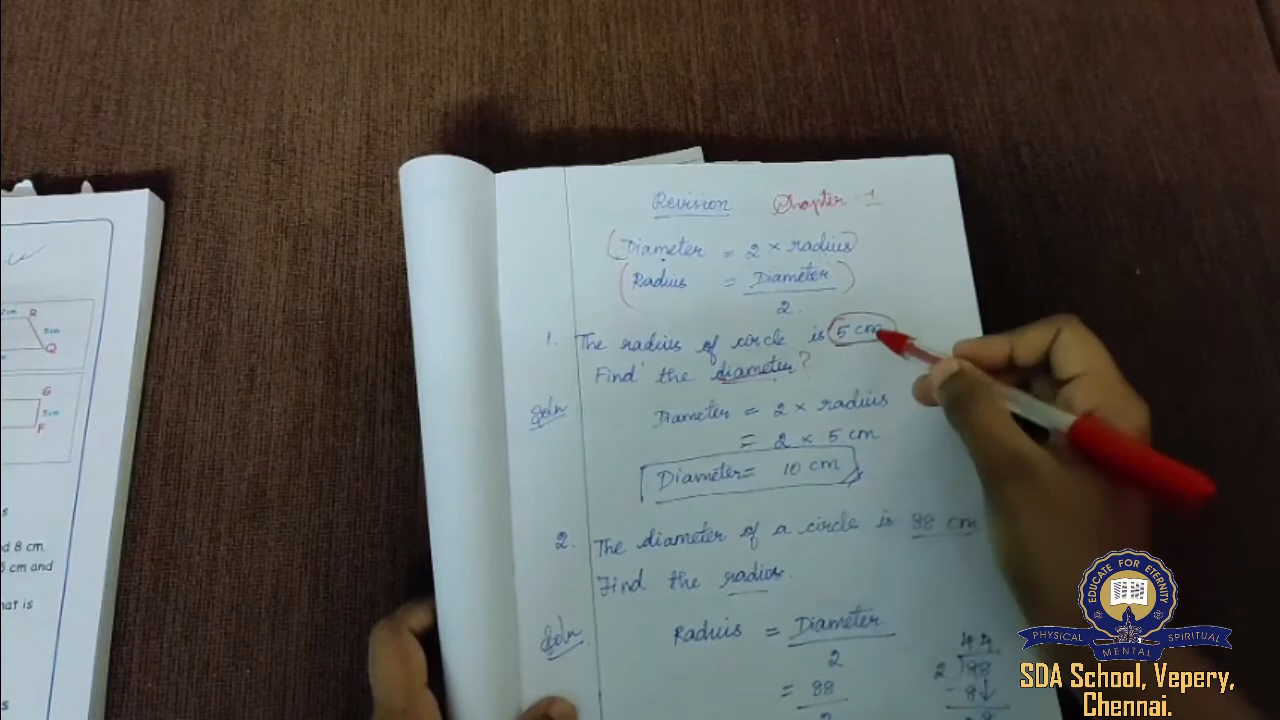 Revision Chapter - 1
(Diameter = 2 × radius)
(Radius = Diameter)
2
1. The radius of circle is 5 cm
Find the diameter?
Soln
Diameter = 2 × radius
= 2 × 5 cm
Diameter = 10 cm
2. The diameter of a circle is 88 cm
Find the radios.
Soln
Radius = Diameter
2
= 88
2
44
2 88
- 8↓
R
Q
G
5cm
F
s
d 8 cm.
5 cm and
hat is
s
EDUCATE FOR ETERNITY
PHYSICAL MENTAL SPIRITUAL
SDA School, Vepery,
Chennai.